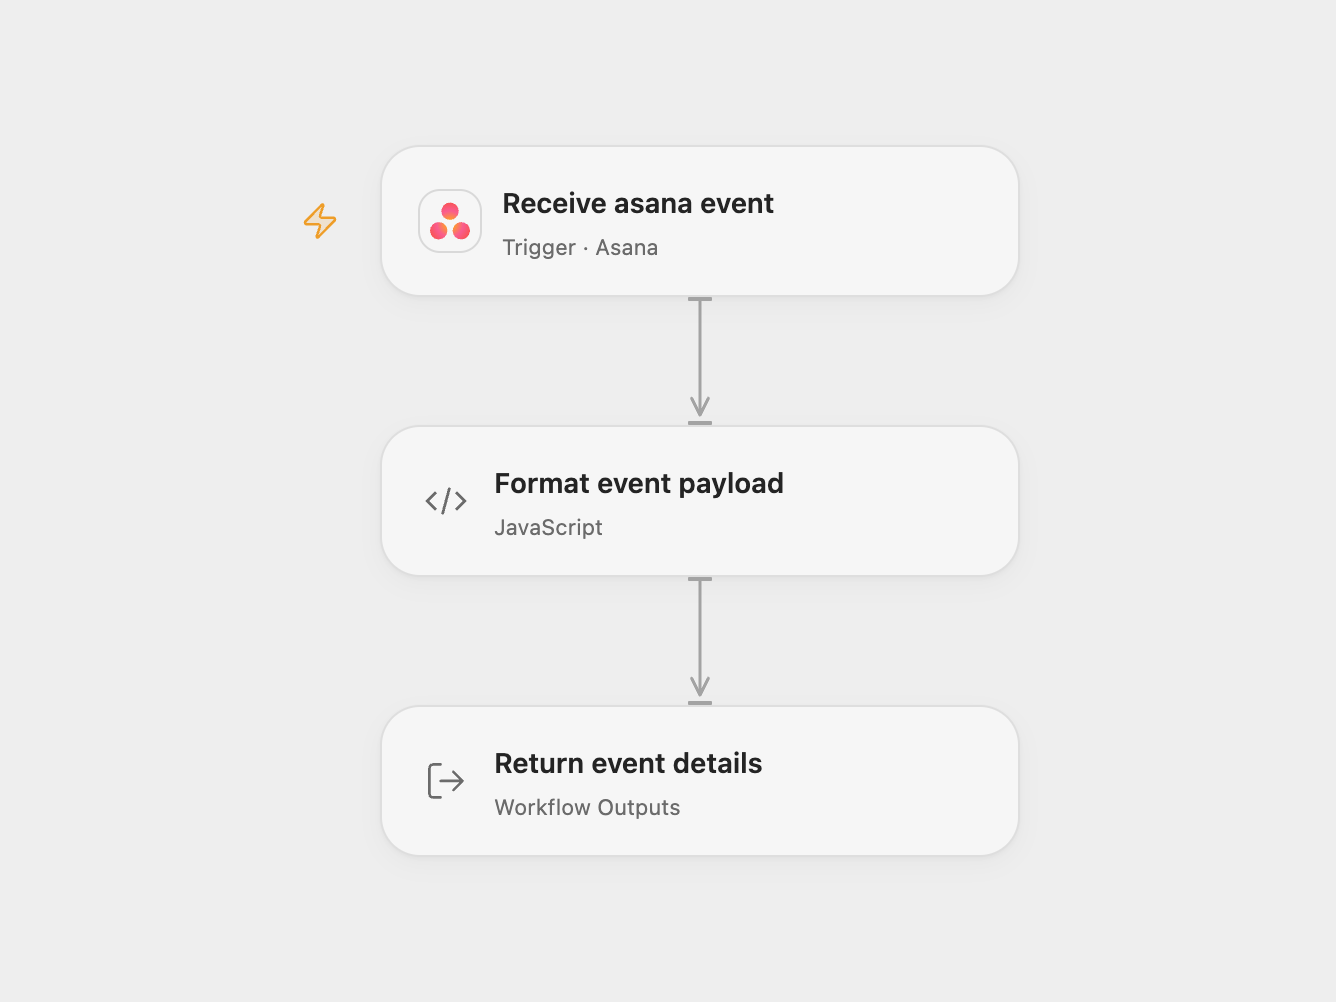 Receive asana event
Trigger · Asana
Format event payload
JavaScript
Return event details
Workflow Outputs